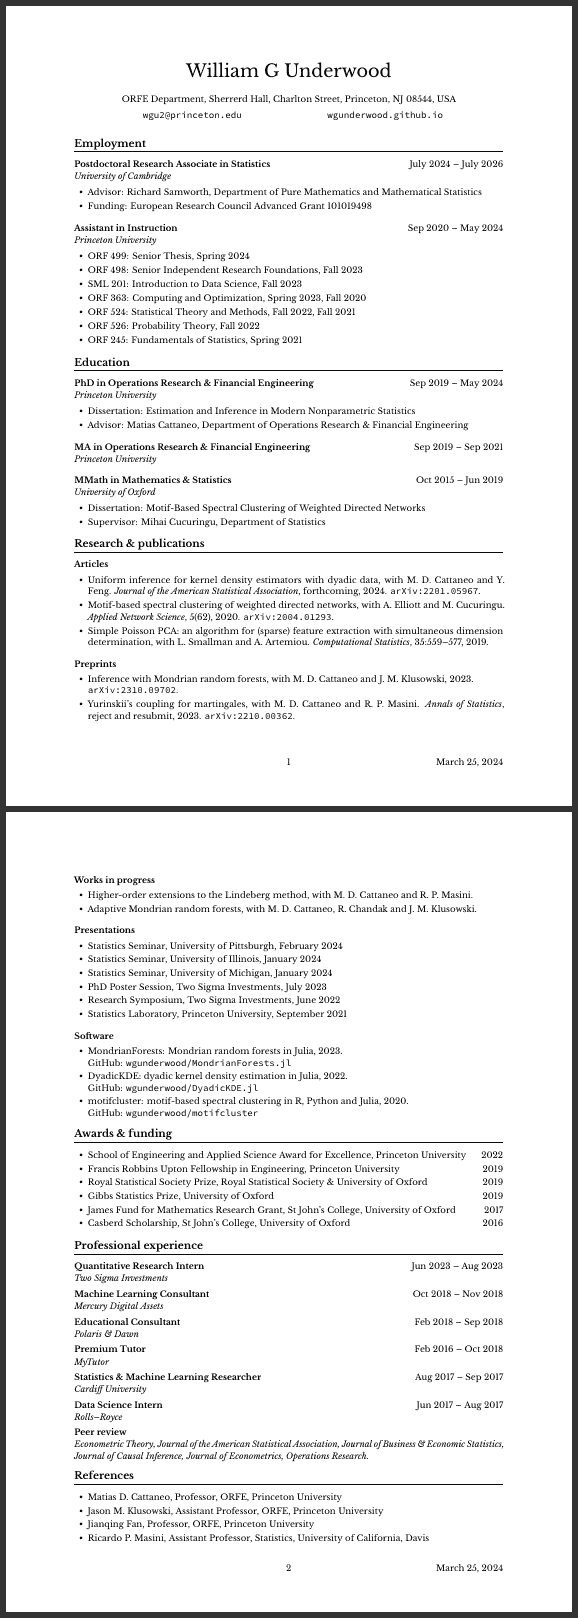 William G Underwood
ORFE Department, Sherrerd Hall, Charlton Street, Princeton, NJ 08544, USA
wgu2@princeton.edu wgunderwood.github.io
Employment
Postdoctoral Research Associate in Statistics July 2024 – July 2026
University of Cambridge
• Advisor: Richard Samworth, Department of Pure Mathematics and Mathematical Statistics
• Funding: European Research Council Advanced Grant 101019498
Assistant in Instruction Sep 2020 – May 2024
Princeton University
• ORF 499: Senior Thesis, Spring 2024
• ORF 498: Senior Independent Research Foundations, Fall 2023
• SML 201: Introduction to Data Science, Fall 2023
• ORF 363: Computing and Optimization, Spring 2023, Fall 2020
• ORF 524: Statistical Theory and Methods, Fall 2022, Fall 2021
• ORF 526: Probability Theory, Fall 2022
• ORF 245: Fundamentals of Statistics, Spring 2021
Education
PhD in Operations Research & Financial Engineering Sep 2019 – May 2024
Princeton University
• Dissertation: Estimation and Inference in Modern Nonparametric Statistics
• Advisor: Matias Cattaneo, Department of Operations Research & Financial Engineering
MA in Operations Research & Financial Engineering Sep 2019 – Sep 2021
Princeton University
MMath in Mathematics & Statistics Oct 2015 – Jun 2019
University of Oxford
• Dissertation: Motif-Based Spectral Clustering of Weighted Directed Networks
• Supervisor: Mihai Cucuringu, Department of Statistics
Research & publications
Articles
• Uniform inference for kernel density estimators with dyadic data, with M. D. Cattaneo and Y.
Feng. Journal of the American Statistical Association, forthcoming, 2024. arXiv:2201.05967.
• Motif-based spectral clustering of weighted directed networks, with A. Elliott and M. Cucuringu.
Applied Network Science, 5(62), 2020. arXiv:2004.01293.
• Simple Poisson PCA: an algorithm for (sparse) feature extraction with simultaneous dimension
determination, with L. Smallman and A. Artemiou. Computational Statistics, 35:559–577, 2019.
Preprints
• Inference with Mondrian random forests, with M. D. Cattaneo and J. M. Klusowski, 2023.
arXiv:2310.09702.
• Yurinskii's coupling for martingales, with M. D. Cattaneo and R. P. Masini. Annals of Statistics,
reject and resubmit, 2023. arXiv:2210.00362.
1 March 25, 2024
Works in progress
• Higher-order extensions to the Lindeberg method, with M. D. Cattaneo and R. P. Masini.
• Adaptive Mondrian random forests, with M. D. Cattaneo, R. Chandak and J. M. Klusowski.
Presentations
• Statistics Seminar, University of Pittsburgh, February 2024
• Statistics Seminar, University of Illinois, January 2024
• Statistics Seminar, University of Michigan, January 2024
• PhD Poster Session, Two Sigma Investments, July 2023
• Research Symposium, Two Sigma Investments, June 2022
• Statistics Laboratory, Princeton University, September 2021
Software
• MondrianForests: Mondrian random forests in Julia, 2023.
GitHub: wgunderwood/MondrianForests.jl
• DyadicKDE: dyadic kernel density estimation in Julia, 2022.
GitHub: wgunderwood/DyadicKDE.jl
• motifcluster: motif-based spectral clustering in R, Python and Julia, 2020.
GitHub: wgunderwood/motifcluster
Awards & funding
• School of Engineering and Applied Science Award for Excellence, Princeton University 2022
• Francis Robbins Upton Fellowship in Engineering, Princeton University 2019
• Royal Statistical Society Prize, Royal Statistical Society & University of Oxford 2019
• Gibbs Statistics Prize, University of Oxford 2019
• James Fund for Mathematics Research Grant, St John's College, University of Oxford 2017
• Casberd Scholarship, St John's College, University of Oxford 2016
Professional experience
Quantitative Research Intern Jun 2023 – Aug 2023
Two Sigma Investments
Machine Learning Consultant Oct 2018 – Nov 2018
Mercury Digital Assets
Educational Consultant Feb 2018 – Sep 2018
Polaris & Dawn
Premium Tutor Feb 2016 – Oct 2018
MyTutor
Statistics & Machine Learning Researcher Aug 2017 – Sep 2017
Cardiff University
Data Science Intern Jun 2017 – Aug 2017
Rolls–Royce
Peer review
Econometric Theory, Journal of the American Statistical Association, Journal of Business & Economic Statistics,
Journal of Causal Inference, Journal of Econometrics, Operations Research.
References
• Matias D. Cattaneo, Professor, ORFE, Princeton University
• Jason M. Klusowski, Assistant Professor, ORFE, Princeton University
• Jianqing Fan, Professor, ORFE, Princeton University
• Ricardo P. Masini, Assistant Professor, Statistics, University of California, Davis
2 March 25, 2024